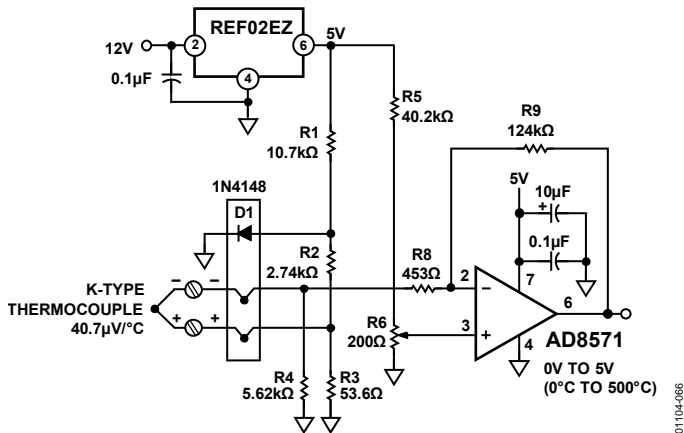 REF02EZ
12V
2
6
5V
4
0.1µF
R5
40.2kΩ
R9
124kΩ
R1
10.7kΩ
1N4148
D1
5V
10µF
+
0.1µF
R2
2.74kΩ
R8
453Ω
K-TYPE
THERMOCOUPLE
40.7µV/°C
– –
+ +
2
–
7
6
3
+
4
R6
200Ω
AD8571
0V TO 5V
(0°C TO 500°C)
R4
5.62kΩ
R3
53.6Ω
01104-066